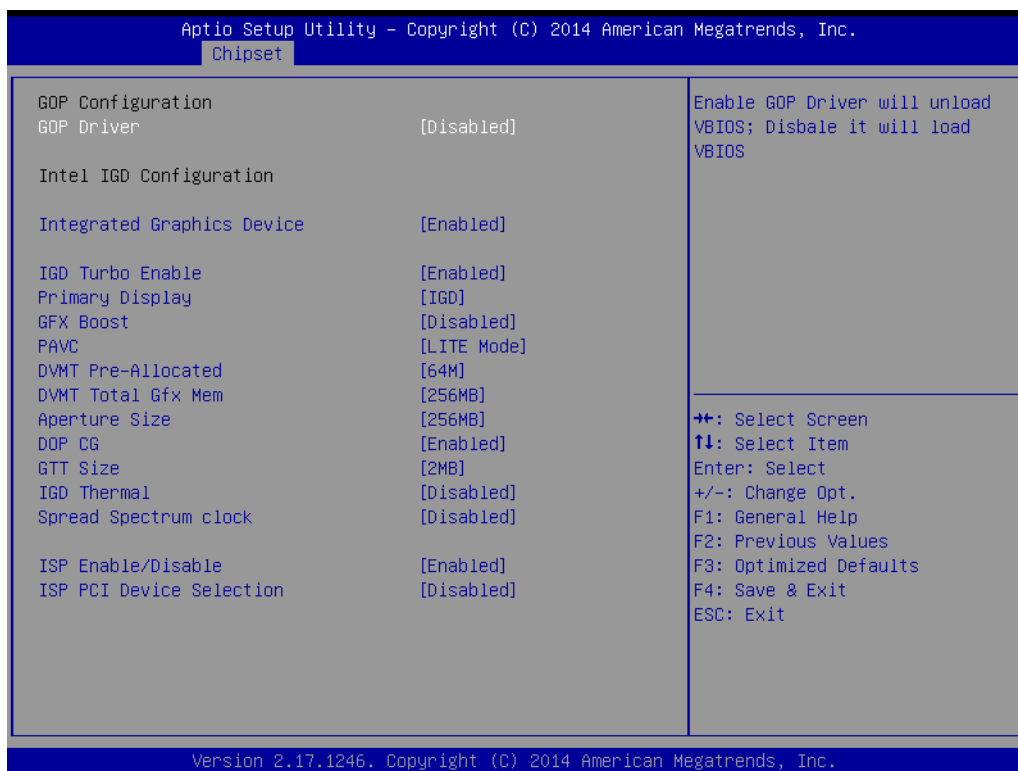 Aptio Setup Utility – Copyright (C) 2014 American Megatrends, Inc.
Chipset
GOP Configuration
GOP Driver [Disabled]
Intel IGD Configuration
Integrated Graphics Device [Enabled]
IGD Turbo Enable [Enabled]
Primary Display [IGD]
GFX Boost [Disabled]
PAVC [LITE Mode]
DVMT Pre-Allocated [64M]
DVMT Total Gfx Mem [256MB]
Aperture Size [256MB]
DOP CG [Enabled]
GTT Size [2MB]
IGD Thermal [Disabled]
Spread Spectrum clock [Disabled]
ISP Enable/Disable [Enabled]
ISP PCI Device Selection [Disabled]
Enable GOP Driver will unload
VBIOS; Disbale it will load
VBIOS
→←: Select Screen
↑↓: Select Item
Enter: Select
+/-: Change Opt.
F1: General Help
F2: Previous Values
F3: Optimized Defaults
F4: Save & Exit
ESC: Exit
Version 2.17.1246. Copyright (C) 2014 American Megatrends, Inc.